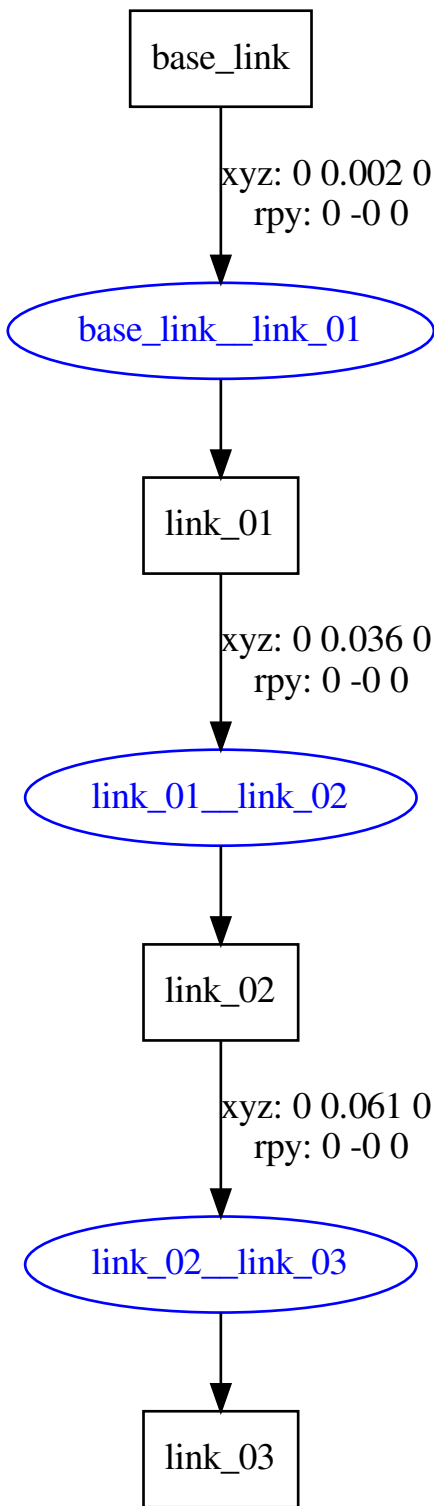 base_link
xyz: 0 0.002 0
rpy: 0 -0 0
base_link__link_01
link_01
xyz: 0 0.036 0
rpy: 0 -0 0
link_01__link_02
link_02
xyz: 0 0.061 0
rpy: 0 -0 0
link_02__link_03
link_03